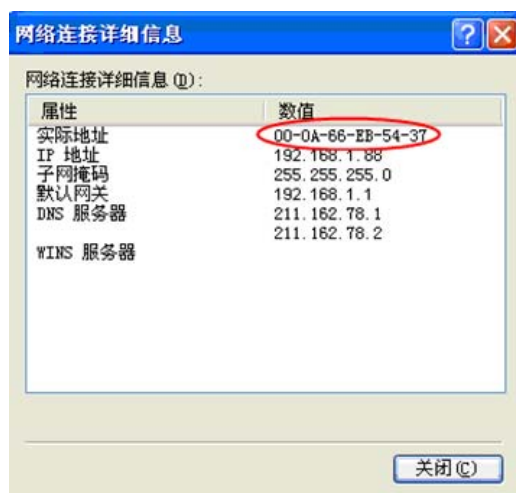 网络连接详细信息
网络连接详细信息(D):
属性 数值
实际地址 00-0A-66-EB-54-37
IP 地址 192.168.1.88
子网掩码 255.255.255.0
默认网关 192.168.1.1
DNS 服务器 211.162.78.1
211.162.78.2
WINS 服务器
关闭(C)